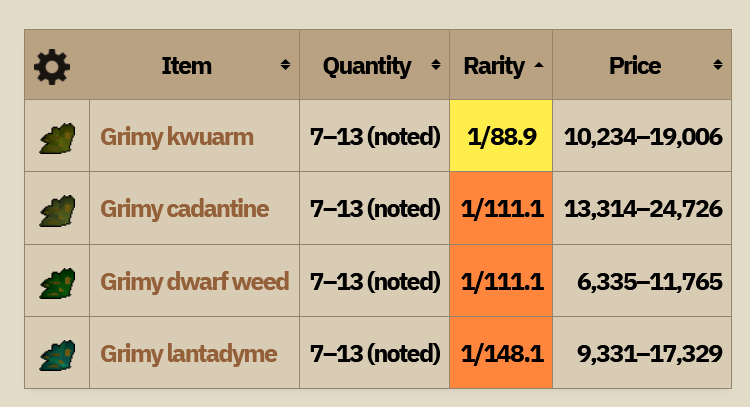 Item Quantity Rarity Price
Grimy kwuarm 7–13 (noted) 1/88.9 10,234–19,006
Grimy cadantine 7–13 (noted) 1/111.1 13,314–24,726
Grimy dwarf weed 7–13 (noted) 1/111.1 6,335–11,765
Grimy lantadyme 7–13 (noted) 1/148.1 9,331–17,329